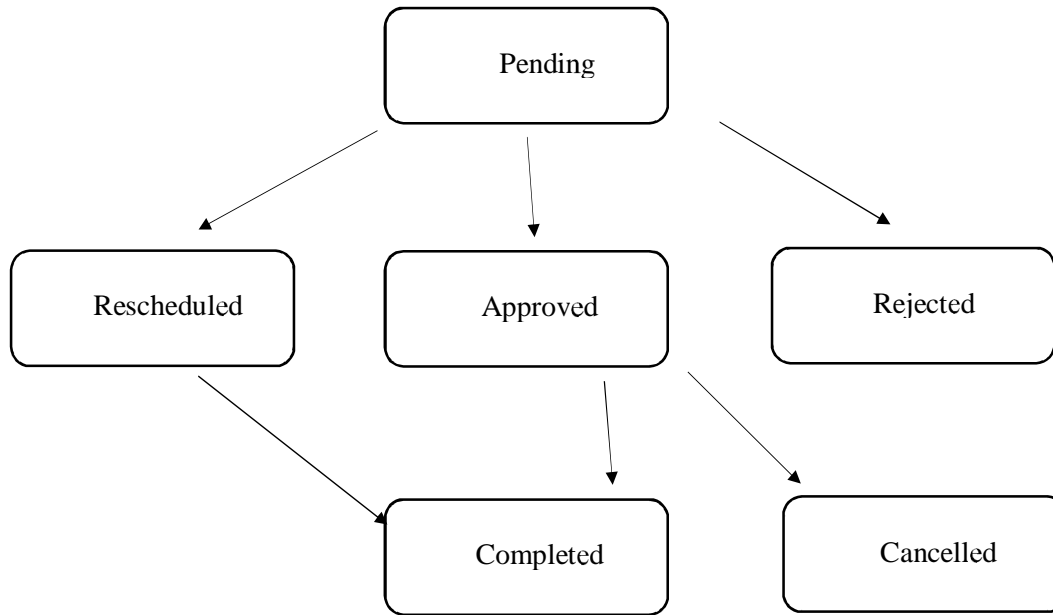 Pending
Rescheduled
Approved
Rejected
Completed
Cancelled